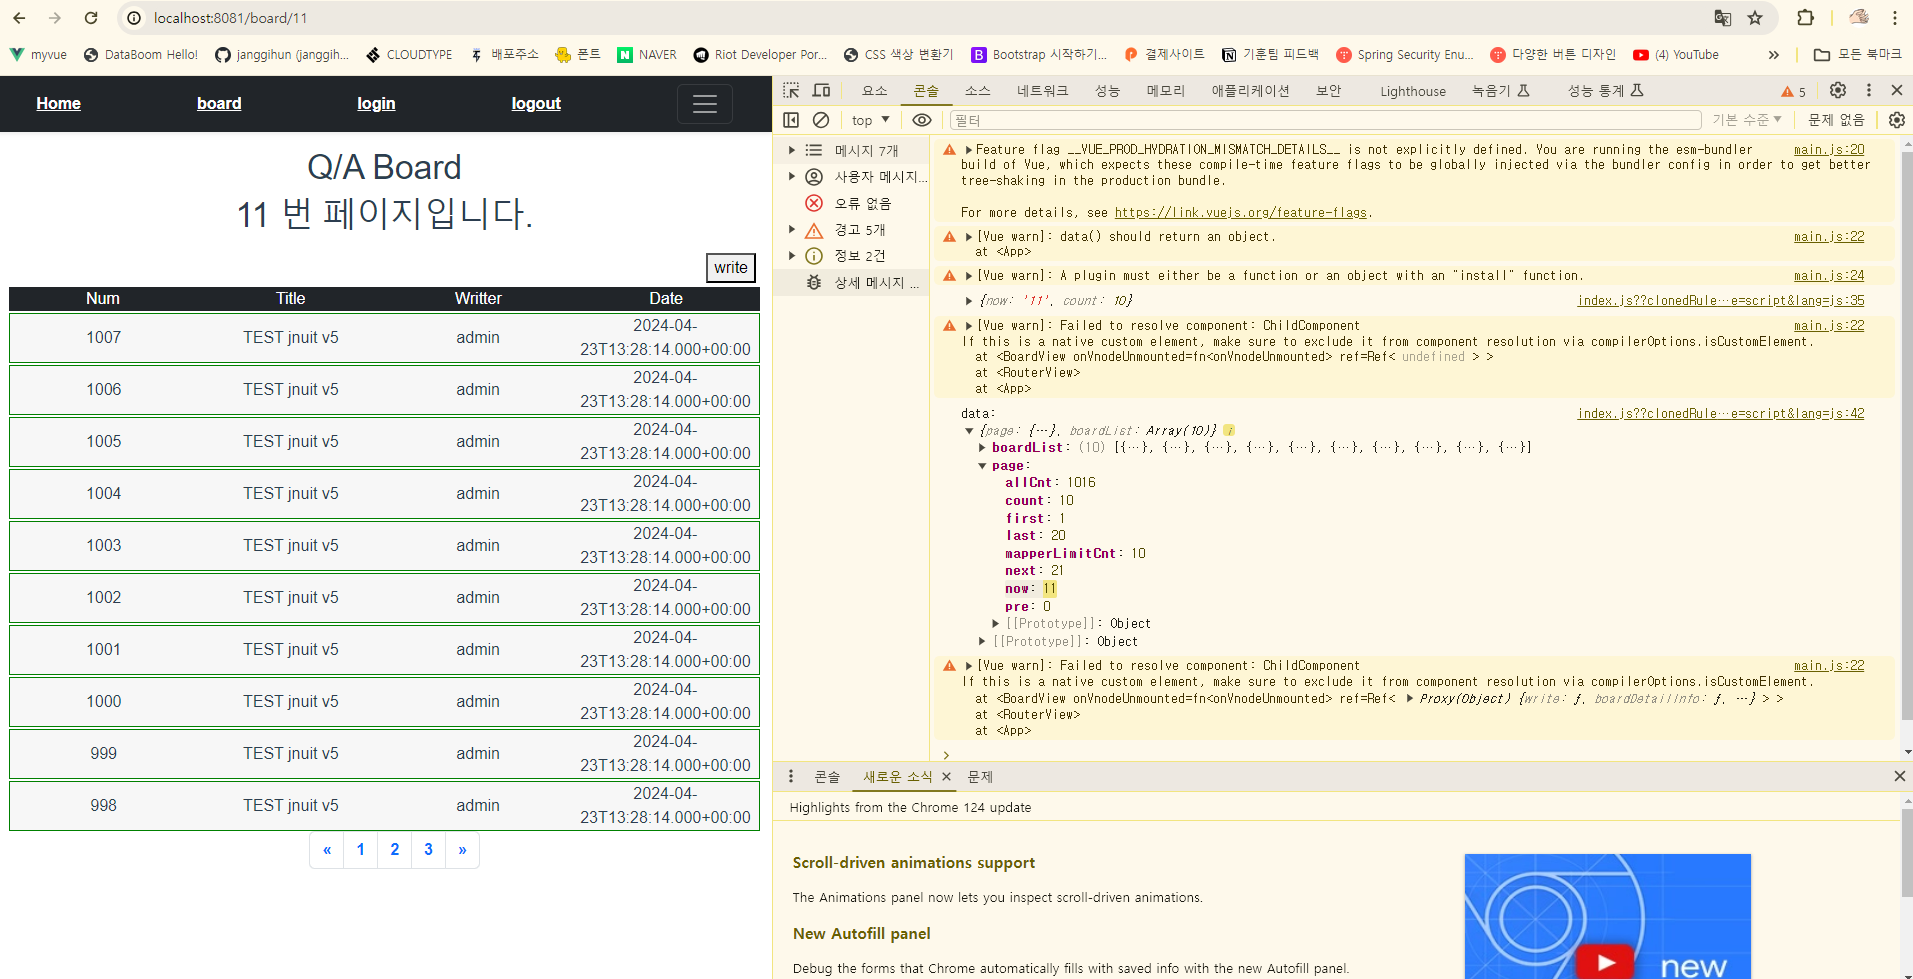 localhost:8081/board/11
myvue
DataBoom Hello!
janggihun (janggih...
CLOUDTYPE
배포주소
폰트
NAVER
Riot Developer Por...
CSS 색상 변환기
Bootstrap 시작하기...
결제사이트
기훈팀 피드백
Spring Security Enu...
다양한 버튼 디자인
(4) YouTube
»
모든 북마크
Home
board
login
logout
Q/A Board
11 번 페이지입니다.
write
Num Title Writter Date
1007 TEST jnuit v5 admin 2024-04-
23T13:28:14.000+00:00
1006 TEST jnuit v5 admin 2024-04-
23T13:28:14.000+00:00
1005 TEST jnuit v5 admin 2024-04-
23T13:28:14.000+00:00
1004 TEST jnuit v5 admin 2024-04-
23T13:28:14.000+00:00
1003 TEST jnuit v5 admin 2024-04-
23T13:28:14.000+00:00
1002 TEST jnuit v5 admin 2024-04-
23T13:28:14.000+00:00
1001 TEST jnuit v5 admin 2024-04-
23T13:28:14.000+00:00
1000 TEST jnuit v5 admin 2024-04-
23T13:28:14.000+00:00
999 TEST jnuit v5 admin 2024-04-
23T13:28:14.000+00:00
998 TEST jnuit v5 admin 2024-04-
23T13:28:14.000+00:00
« 1 2 3 »
요소 콘솔 소스 네트워크 성능 메모리 애플리케이션 보안 Lighthouse 녹음기 성능 통계 5
top 필터 기본 수준 문제 없음
메시지 7개
사용자 메시지...
오류 없음
경고 5개
정보 2건
상세 메시지 ...
Feature flag __VUE_PROD_HYDRATION_MISMATCH_DETAILS__ is not explicitly defined. You are running the esm-bundler main.js:20
build of Vue, which expects these compile-time feature flags to be globally injected via the bundler config in order to get better
tree-shaking in the production bundle.
For more details, see https://link.vuejs.org/feature-flags.
[Vue warn]: data() should return an object. main.js:22
at <App>
[Vue warn]: A plugin must either be a function or an object with an "install" function. main.js:24
{now: '11', count: 10} index.js??clonedRule…e=script&lang=js:35
[Vue warn]: Failed to resolve component: ChildComponent main.js:22
If this is a native custom element, make sure to exclude it from component resolution via compilerOptions.isCustomElement.
at <BoardView onVnodeUnmounted=fn<onVnodeUnmounted> ref=Ref< undefined > >
at <RouterView>
at <App>
data: index.js??clonedRule…e=script&lang=js:42
{page: {…}, boardList: Array(10)} i
boardList: (10) [{…}, {…}, {…}, {…}, {…}, {…}, {…}, {…}, {…}, {…}]
page:
allCnt: 1016
count: 10
first: 1
last: 20
mapperLimitCnt: 10
next: 21
now: 11
pre: 0
[[Prototype]]: Object
[[Prototype]]: Object
[Vue warn]: Failed to resolve component: ChildComponent main.js:22
If this is a native custom element, make sure to exclude it from component resolution via compilerOptions.isCustomElement.
at <BoardView onVnodeUnmounted=fn<onVnodeUnmounted> ref=Ref< Proxy(Object) {write: ƒ, boardDetailInfo: ƒ, …} > >
at <RouterView>
at <App>
콘솔 새로운 소식 문제
Highlights from the Chrome 124 update
Scroll-driven animations support
The Animations panel now lets you inspect scroll-driven animations.
New Autofill panel
Debug the forms that Chrome automatically fills with saved info with the new Autofill panel.
new